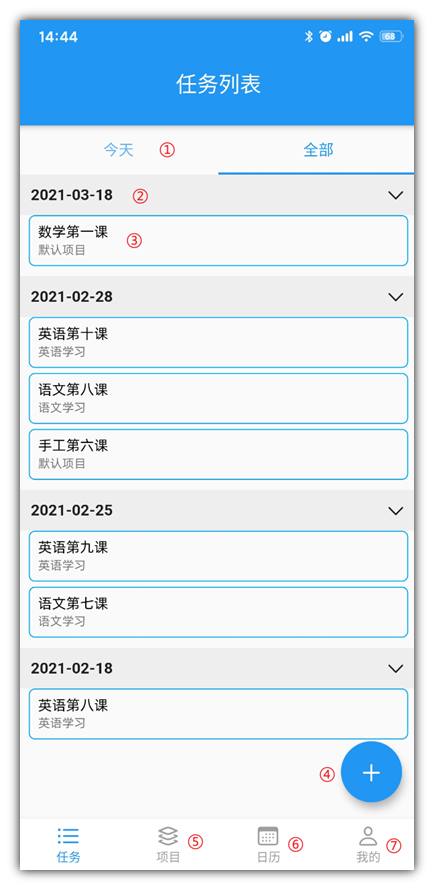 14:44 68
任务列表
今天 ① 全部
2021-03-18 ②
数学第一课 ③
默认项目
2021-02-28
英语第十课
英语学习
语文第八课
语文学习
手工第六课
默认项目
2021-02-25
英语第九课
英语学习
语文第七课
语文学习
2021-02-18
英语第八课
英语学习
④ +
任务 项目 ⑤ 日历 ⑥ 我的 ⑦